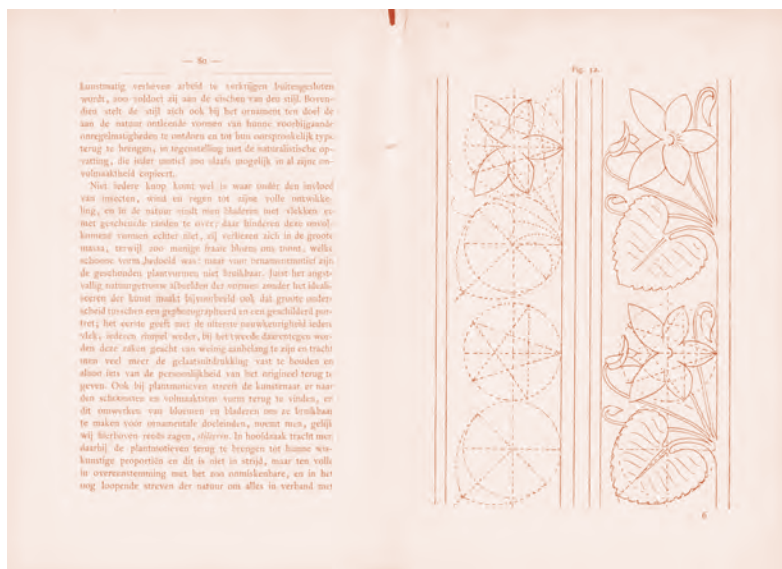 — 80 —
kunstmatig verheven arbeid te verkrijgen buitengesloten
wordt, zoo voldoet zij aan de eischen van den stijl. Boven-
dien stelt de stijl zich ook bij het ornament ten doel de
aan de natuur ontleende vormen van hunne voorbijgaande
onregelmatigheden te ontdoen en tot hun oorspronkelijk type
terug te brengen, in tegenstelling met de naturalistische op-
vatting, die ieder motief zoo slaafs mogelijk in al zijne on-
volmaaktheid copieert.
Niet iedere knop komt wel is waar onder den invloed
van insecten, wind en regen tot zijne volle ontwikke-
ling, en in de natuur vindt men bladeren met vlekken en
met geschonden randen te over; daar hinderen deze onvol-
komene vormen echter niet, zij verliezen zich in de groote
massa, terwijl zoo menige fraaie bloem ons toont, welke
schoone vorm bedoeld was; maar voor ornamentmotief zijn
de geschonden plantvormen niet bruikbaar. Juist het angst-
vallig natuurgetrouw afbeelden der vormen zonder het ideali-
seeren der kunst maakt bijvoorbeeld ook dat groote onder-
scheid tusschen een gephotographeerd en een geschilderd por-
tret; het eerste geeft met de uiterste nauwkeurigheid iedere
vlek, iederen rimpel weder, bij het tweede daarentegen wor-
den deze zaken geacht van weinig aanbelang te zijn en tracht
men veel meer de gelaatsuitdrukking vast te houden en
alzoo iets van de persoonlijkheid van het origineel terug te
geven. Ook bij plantmotieven streeft de kunstenaar er naar
den schoonsten en volmaaktsten vorm terug te vinden, en
dit omwerken van bloemen en bladeren om ze bruikbaar
te maken voor ornamentale doeleinden, noemt men, gelijk
wij hierboven reeds zagen, stileeren. In hoofdzaak tracht men
daarbij de plantmotieven terug te brengen tot hunne wis-
kunstige proportiën en dit is niet in strijd, maar ten volle
in overeenstemming met het zoo onmiskenbare, en in het
oog loopende streven der natuur om alles in verband met
Fig. 32.
6